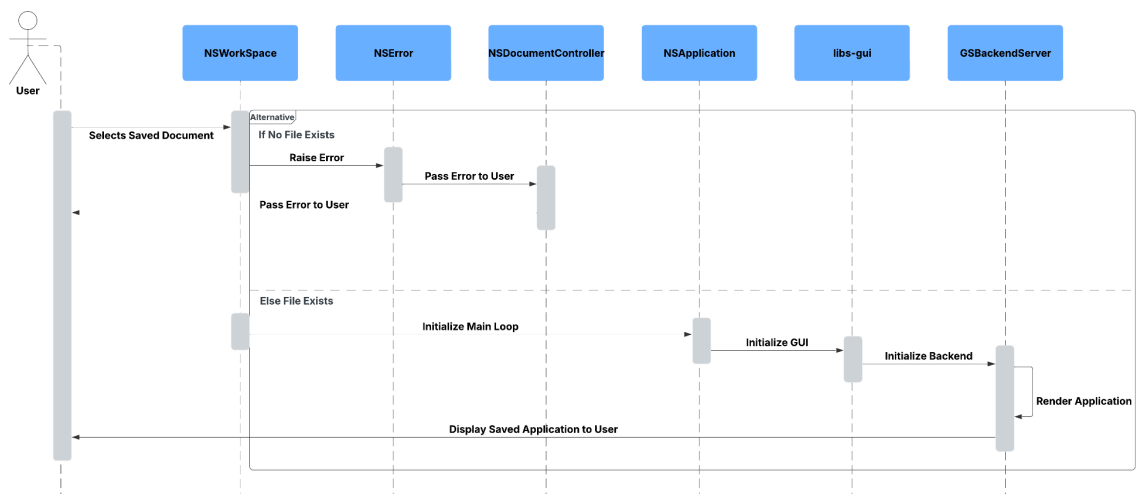 NSWorkSpace
NSError
NSDocumentController
NSApplication
libs-gui
GSBackendServer
User
Alternative
If No File Exists
Selects Saved Document
Raise Error
Pass Error to User
Pass Error to User
Else File Exists
Initialize Main Loop
Initialize GUI
Initialize Backend
Render Application
Display Saved Application to User